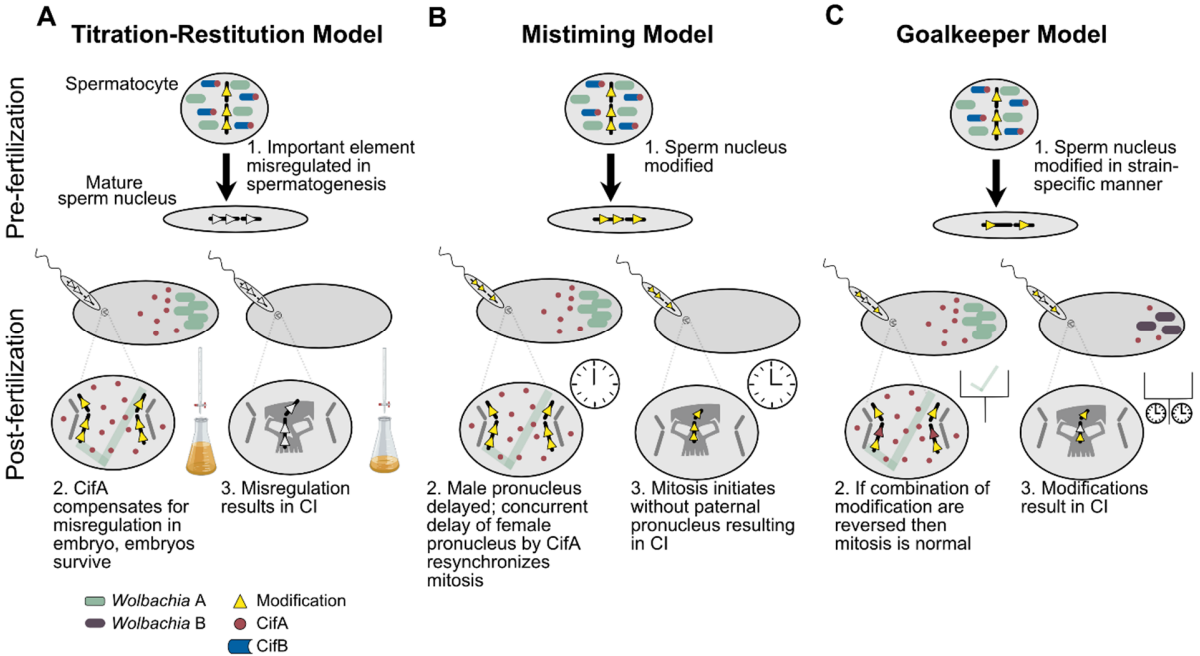 A
Titration-Restitution Model
B
Mistiming Model
C
Goalkeeper Model
Pre-fertilization
Spermatocyte
1. Important element
misregulated in
spermatogenesis
Mature
sperm nucleus
1. Sperm nucleus
modified
1. Sperm nucleus
modified in strain-
specific manner
Post-fertilization
2. CifA
compensates for
misregulation in
embryo, embryos
survive
3. Misregulation
results in CI
2. Male pronucleus
delayed; concurrent
delay of female
pronucleus by CifA
resynchronizes
mitosis
3. Mitosis initiates
without paternal
pronucleus resulting
in CI
2. If combination of
modification are
reversed then
mitosis is normal
3. Modifications
result in CI
Wolbachia A
Wolbachia B
Modification
CifA
CifB